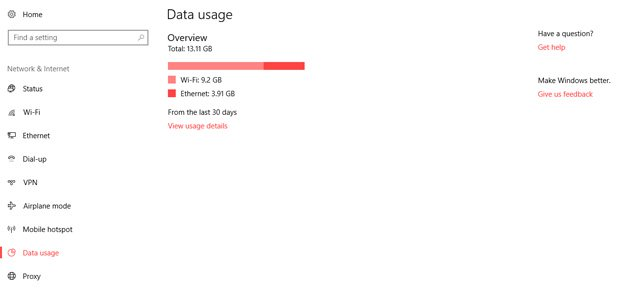 Home
Find a setting
Network & Internet
Status
Wi-Fi
Ethernet
Dial-up
VPN
Airplane mode
Mobile hotspot
Data usage
Proxy
Data usage
Overview
Total: 13.11 GB
Wi-Fi: 9.2 GB
Ethernet: 3.91 GB
From the last 30 days
View usage details
Have a question?
Get help
Make Windows better.
Give us feedback